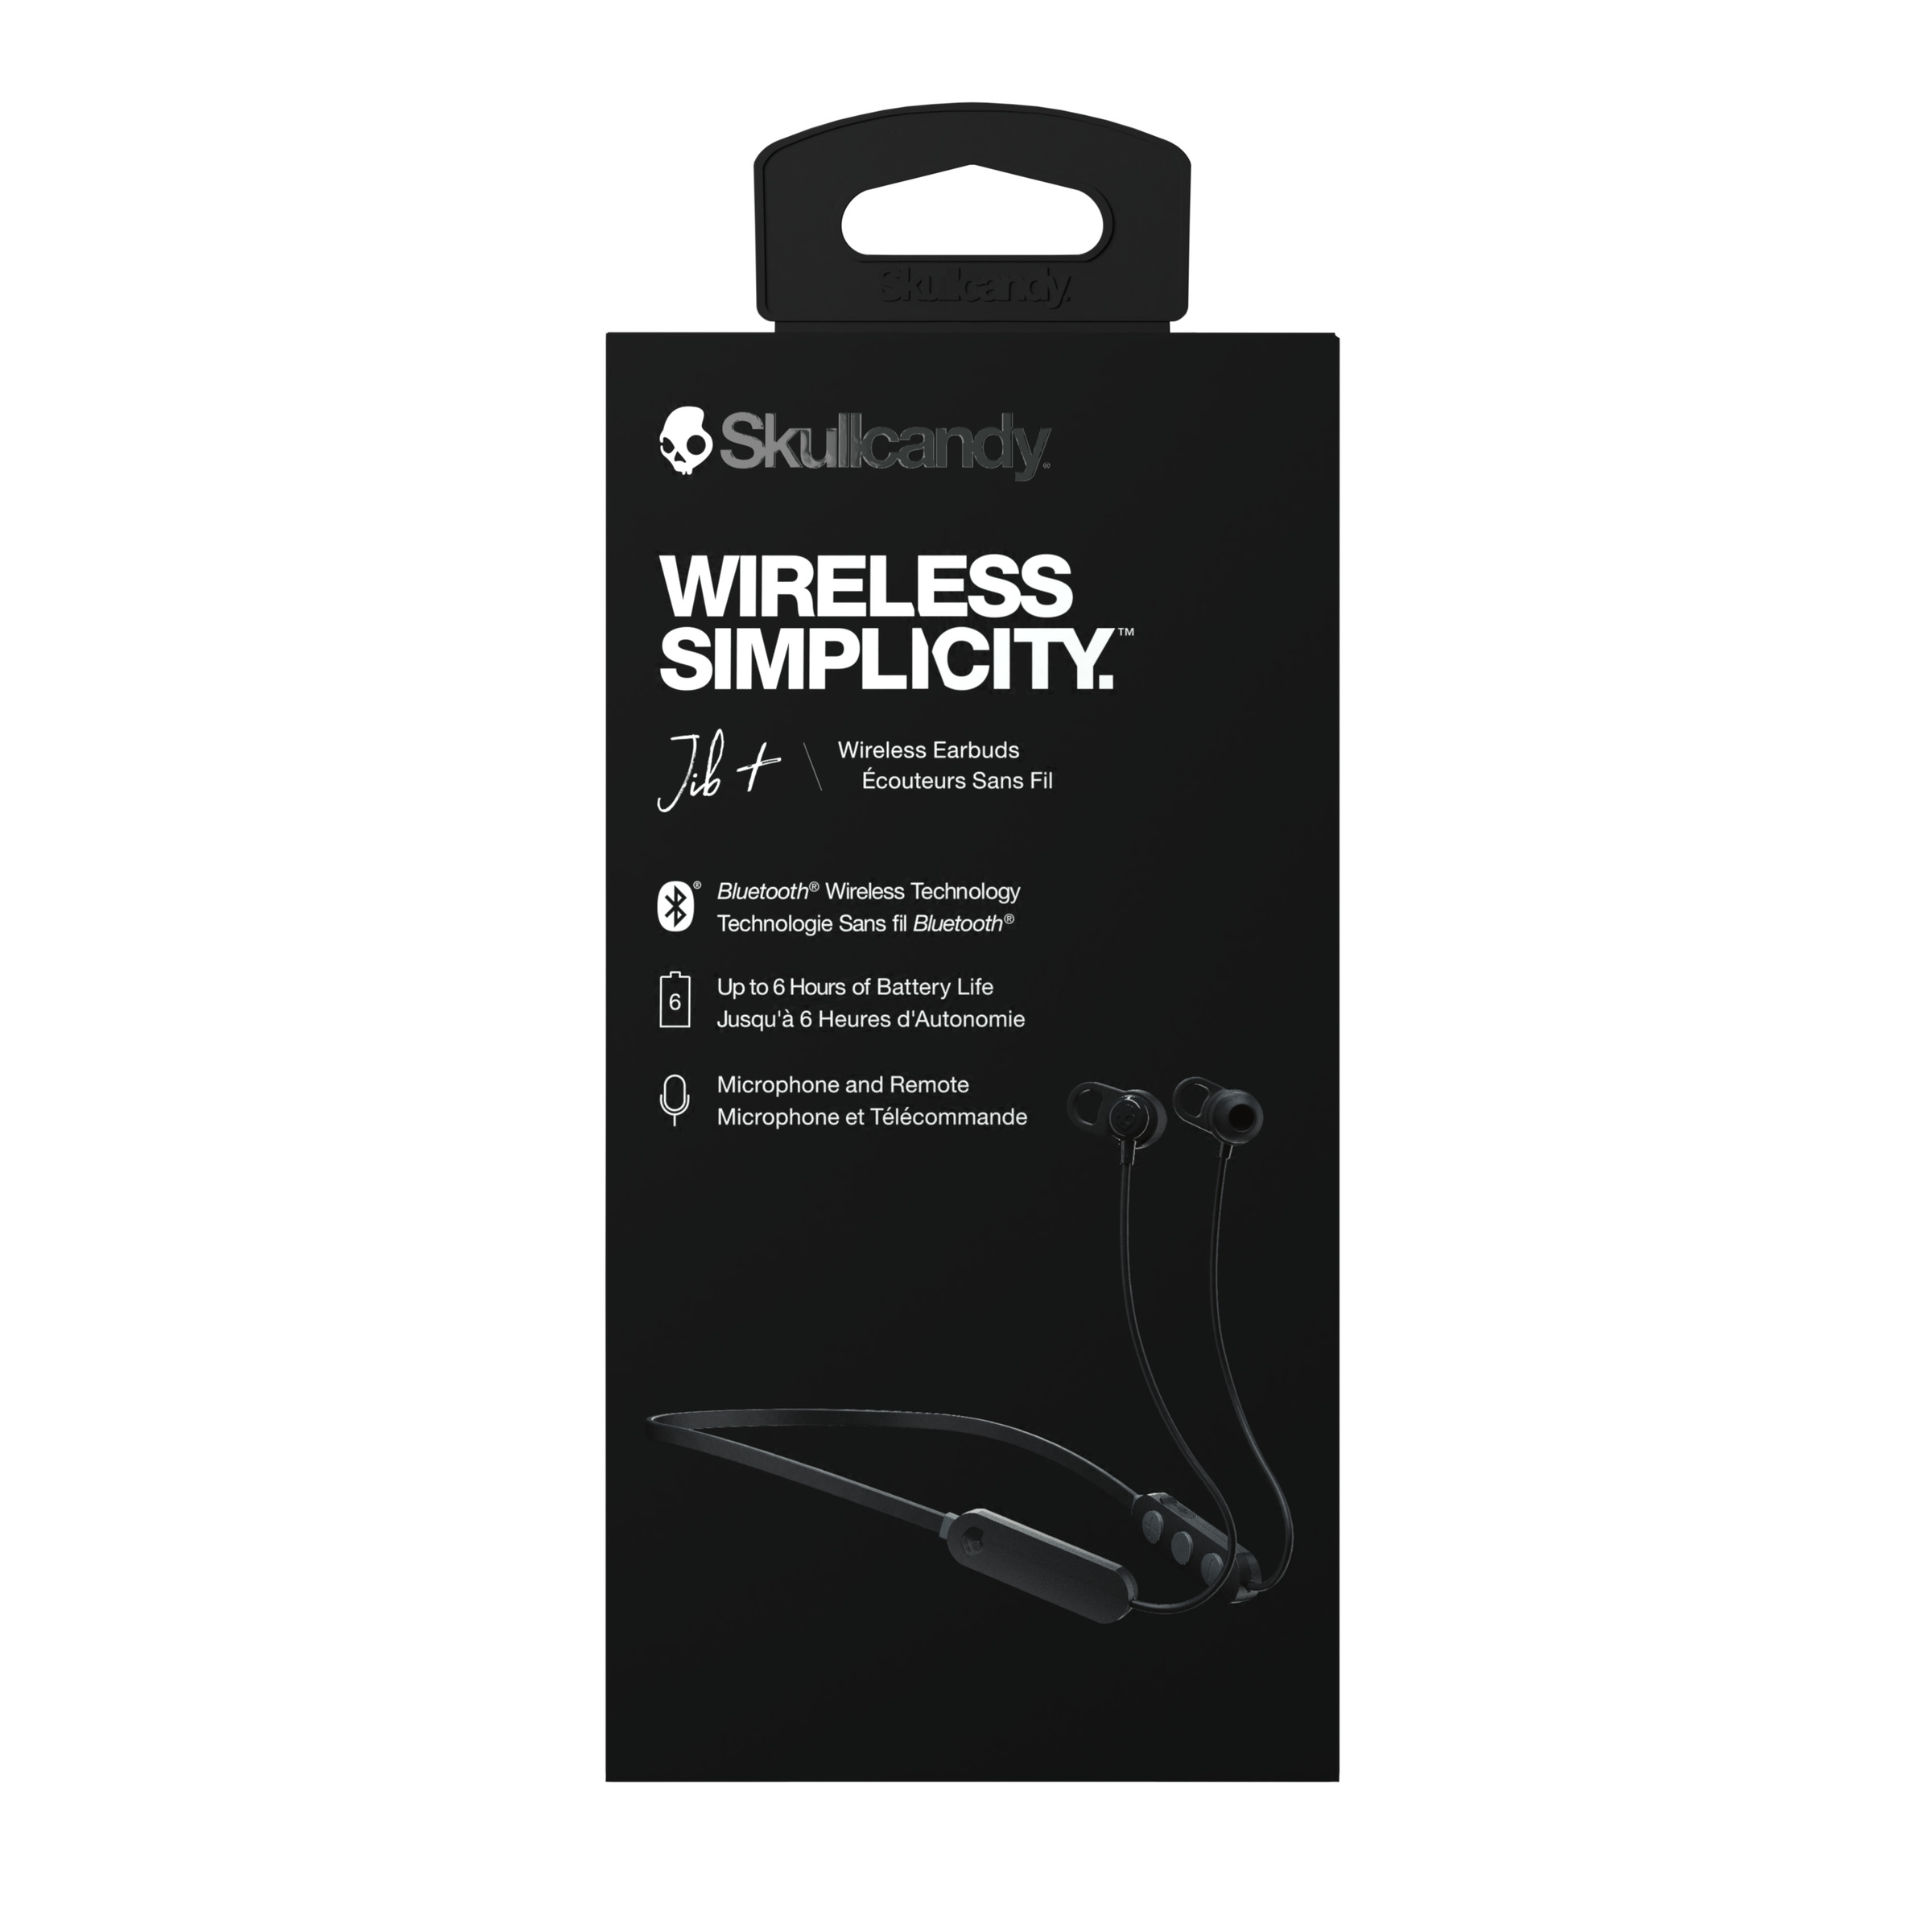 Skullcandy.
Skullcandy®
WIRELESS
SIMPLICITY.™
Jib +
Wireless Earbuds
Écouteurs Sans Fil
Bluetooth® Wireless Technology
Technologie Sans fil Bluetooth®
6
Up to 6 Hours of Battery Life
Jusqu'à 6 Heures d'Autonomie
Microphone and Remote
Microphone et Télécommande